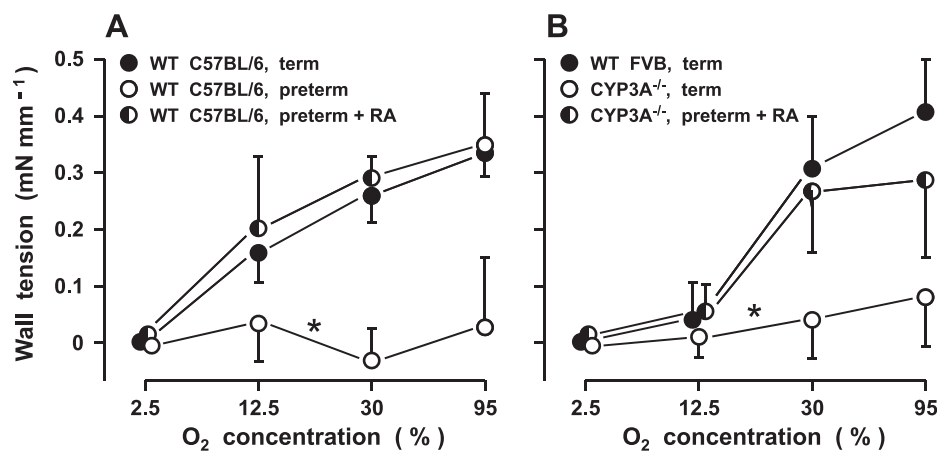 A
B
Wall tension (mN mm⁻¹)
0.5
0.4
0.3
0.2
0.1
0
WT C57BL/6, term
WT C57BL/6, preterm
WT C57BL/6, preterm + RA
*
2.5 12.5 30 95
O₂ concentration (%)
WT FVB, term
CYP3A⁻/⁻, term
CYP3A⁻/⁻, preterm + RA
*
2.5 12.5 30 95
O₂ concentration (%)